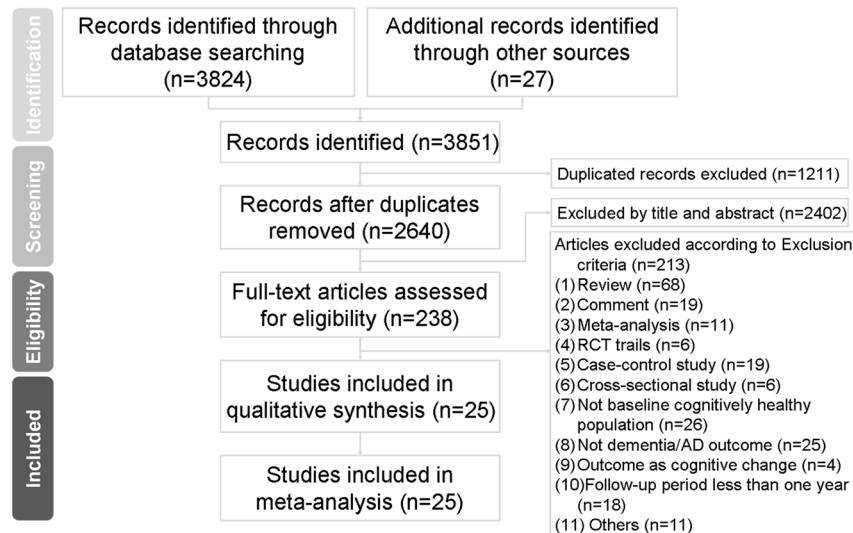 Identification
Records identified through
database searching
(n=3824)
Additional records identified
through other sources
(n=27)
Records identified (n=3851)
Screening
Duplicated records excluded (n=1211)
Records after duplicates
removed (n=2640)
Excluded by title and abstract (n=2402)
Eligibility
Full-text articles assessed
for eligibility (n=238)
Articles excluded according to Exclusion
criteria (n=213)
(1) Review (n=68)
(2) Comment (n=19)
(3) Meta-analysis (n=11)
(4) RCT trails (n=6)
(5) Case-control study (n=19)
(6) Cross-sectional study (n=6)
(7) Not baseline cognitively healthy
population (n=26)
(8) Not dementia/AD outcome (n=25)
(9) Outcome as cognitive change (n=4)
(10)Follow-up period less than one year
(n=18)
(11) Others (n=11)
Included
Studies included in
qualitative synthesis (n=25)
Studies included in
meta-analysis (n=25)